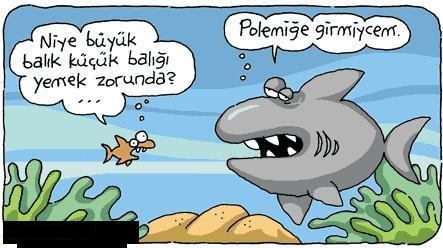 Niye büyük
balık küçük balığı
yemek zorunda?
...
Polemiğe girmiycem.